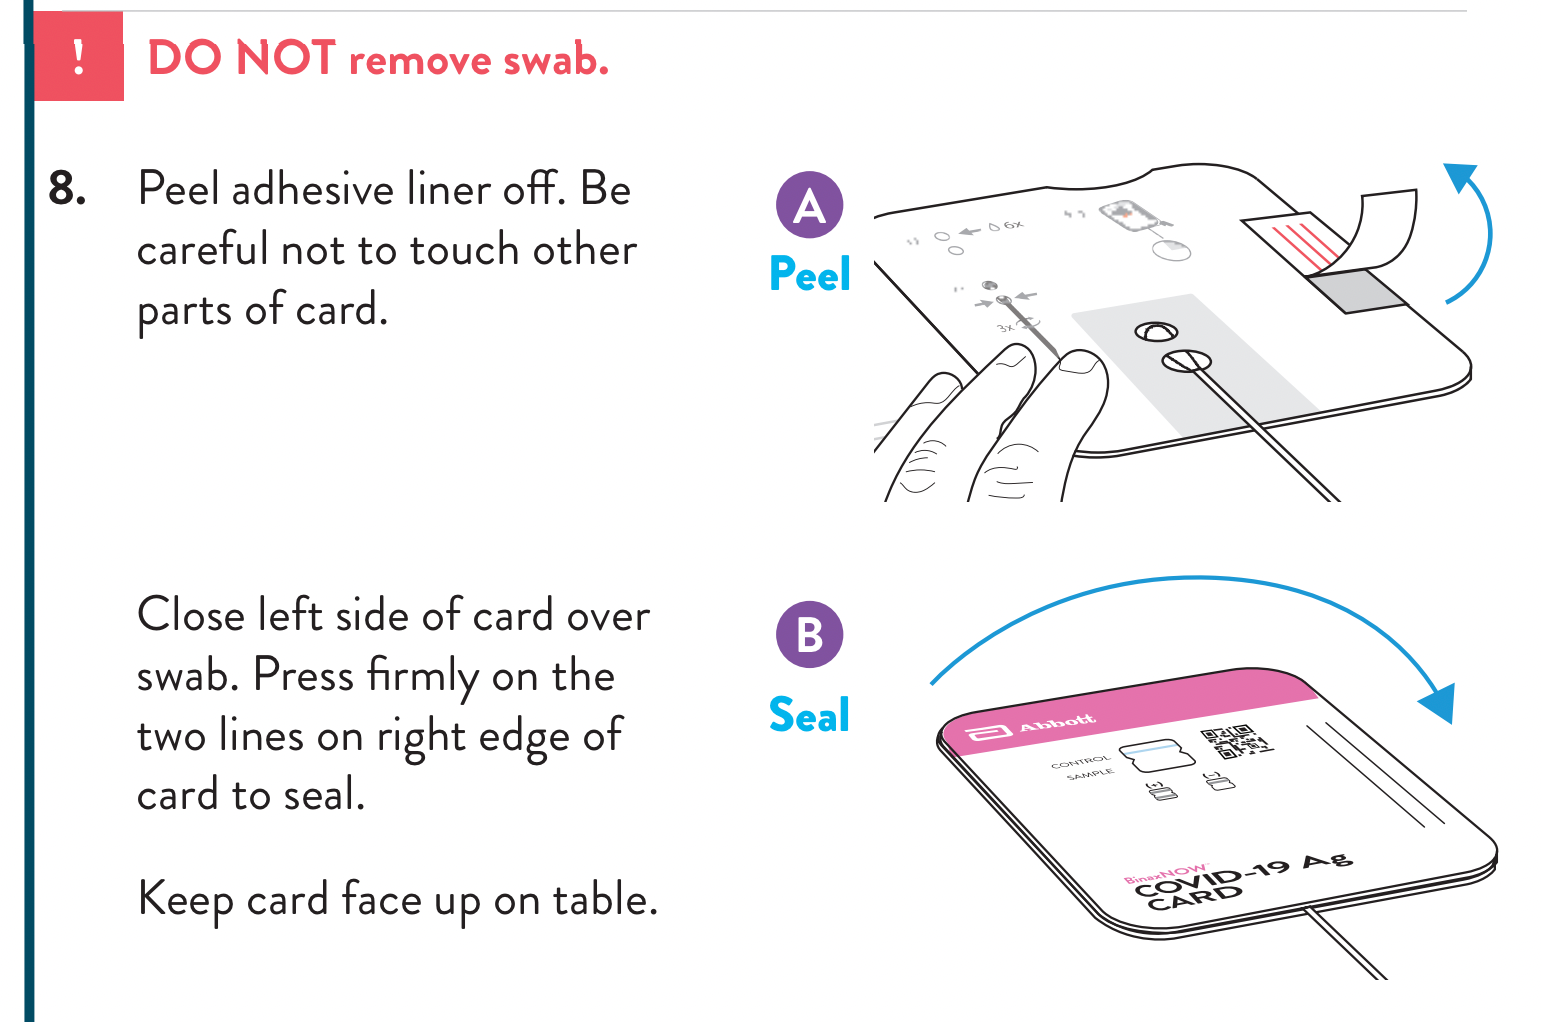 ! DO NOT remove swab.
8. Peel adhesive liner off. Be
careful not to touch other
parts of card.
A
Peel
6x
3x
Close left side of card over
swab. Press firmly on the
two lines on right edge of
card to seal.
Keep card face up on table.
B
Seal
Abbott
CONTROL
SAMPLE
(+)
(-)
BinaxNOW™
COVID-19 Ag
CARD